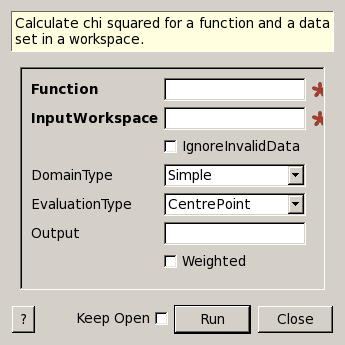 Calculate chi squared for a function and a data
set in a workspace.
Function
InputWorkspace
IgnoreInvalidData
DomainType Simple
EvaluationType CentrePoint
Output
Weighted
? Keep Open Run Close